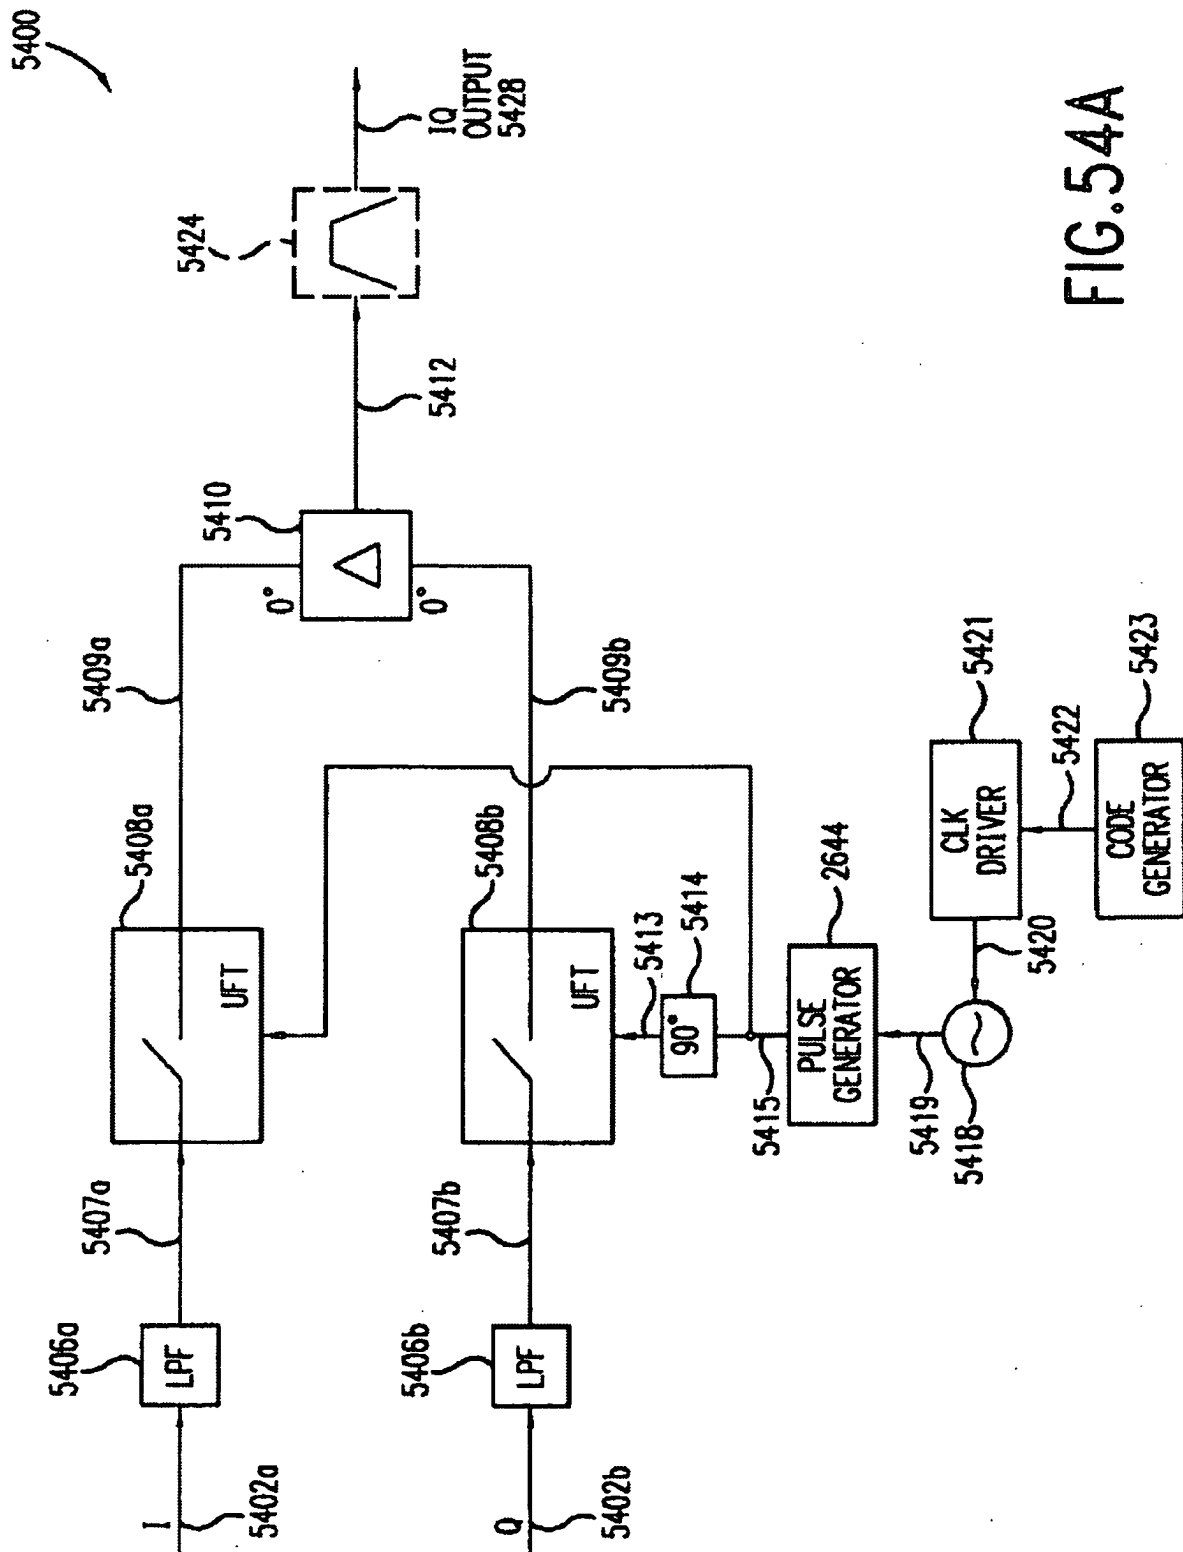 5400
5424
IQ
OUTPUT
5428
5410
0°
0°
5412
5409a
5409b
5408a
UFT
5408b
UFT
5407a
5407b
5406a
LPF
5406b
LPF
I
5402a
Q
5402b
5413
90°
5414
5415
PULSE
GENERATOR
2644
5419
5418
5420
CLK
DRIVER
5421
5422
CODE
GENERATOR
5423
FIG.54A